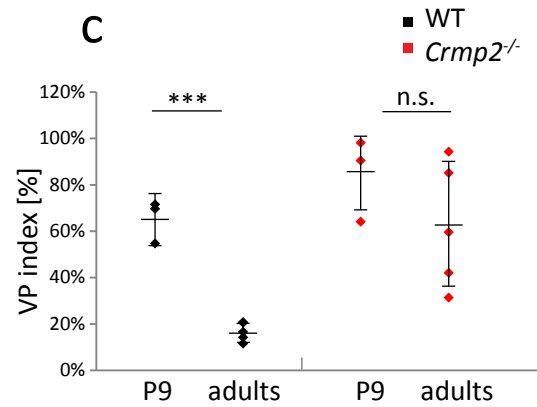 C
WT
Crmp2-/-
120%
100%
80%
60%
40%
20%
0%
VP index [%]
***
n.s.
P9 adults P9 adults